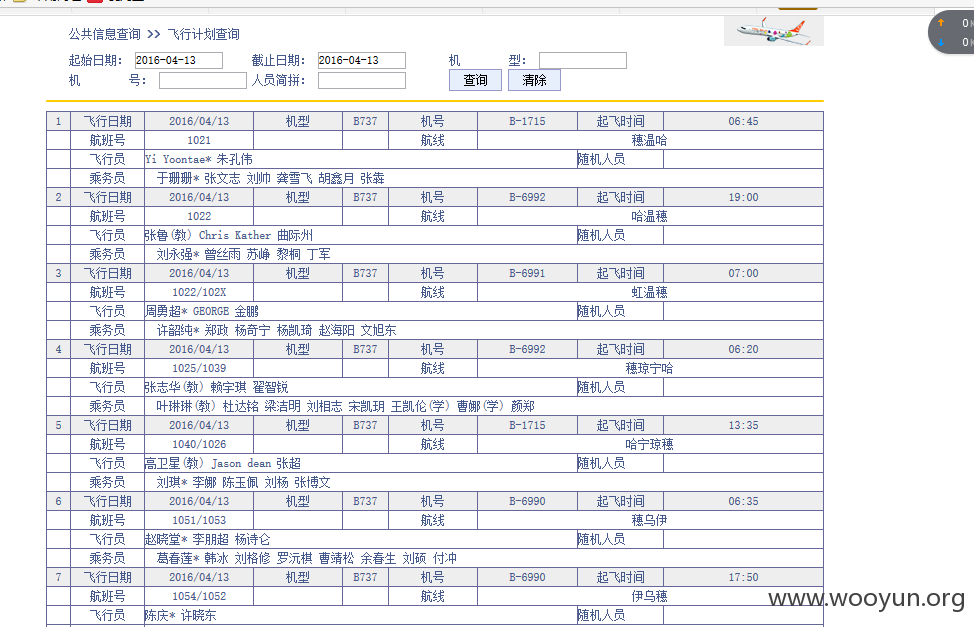 公共信息查询 >> 飞行计划查询
起始日期: 2016-04-13 截止日期: 2016-04-13 机 型:
机 号: 人员简拼: 查询 清除
1 飞行日期 2016/04/13 机型 B737 机号 B-1715 起飞时间 06:45
航班号 1021 航线 穗温哈
飞行员 Yi Yoontae* 朱孔伟 随机人员
乘务员 于珊珊* 张文志 刘帅 龚雪飞 胡鑫月 张犇
2 飞行日期 2016/04/13 机型 B737 机号 B-6992 起飞时间 19:00
航班号 1022 航线 哈温穗
飞行员 张鲁(教) Chris Kather 曲际州 随机人员
乘务员 刘永强* 曾丝雨 苏峥 黎桐 丁军
3 飞行日期 2016/04/13 机型 B737 机号 B-6991 起飞时间 07:00
航班号 1022/102X 航线 虹温穗
飞行员 周勇超* GEORGE 金鹏 随机人员
乘务员 许韶纯* 郑政 杨奇宁 杨凯琦 赵海阳 文旭东
4 飞行日期 2016/04/13 机型 B737 机号 B-6992 起飞时间 06:20
航班号 1025/1039 航线 穗琼宁哈
飞行员 张志华(教) 赖宇琪 翟智锐 随机人员
乘务员 叶琳琳(教) 杜达铭 梁洁明 刘相志 宋凯玥 王凯伦(学) 曹娜(学) 颜郑
5 飞行日期 2016/04/13 机型 B737 机号 B-1715 起飞时间 13:35
航班号 1040/1026 航线 哈宁琼穗
飞行员 高卫星(教) Jason dean 张超 随机人员
乘务员 刘琪* 李娜 陈玉佩 刘杨 张博文
6 飞行日期 2016/04/13 机型 B737 机号 B-6990 起飞时间 06:35
航班号 1051/1053 航线 穗乌伊
飞行员 赵晓堂* 李朋超 杨诗仑 随机人员
乘务员 葛春莲* 韩冰 刘格修 罗沅棋 曹靖松 余春生 刘硕 付冲
7 飞行日期 2016/04/13 机型 B737 机号 B-6990 起飞时间 17:50
航班号 1054/1052 航线 伊乌穗
飞行员 陈庆* 许晓东 随机人员
www.wooyun.org